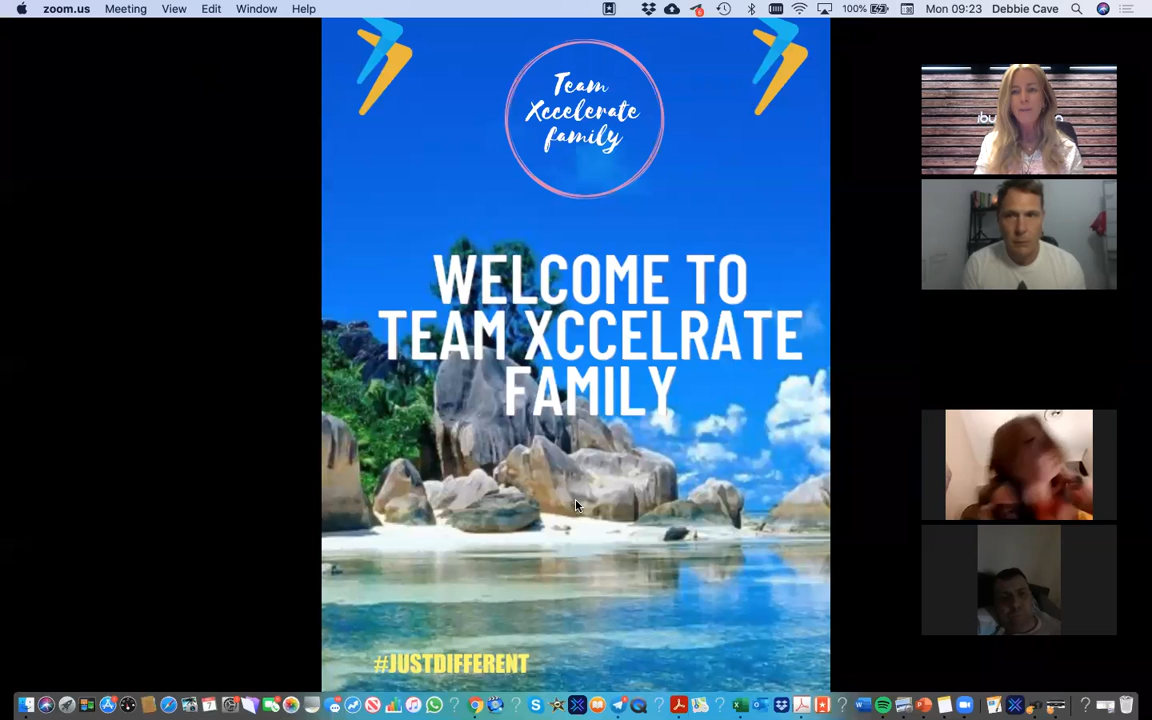 zoom.us Meeting View Edit Window Help 100% Mon 09:23 Debbie Cave
Team
Xccelerate
family
WELCOME TO
TEAM XCCELRATE
FAMILY
#JUSTDIFFERENT